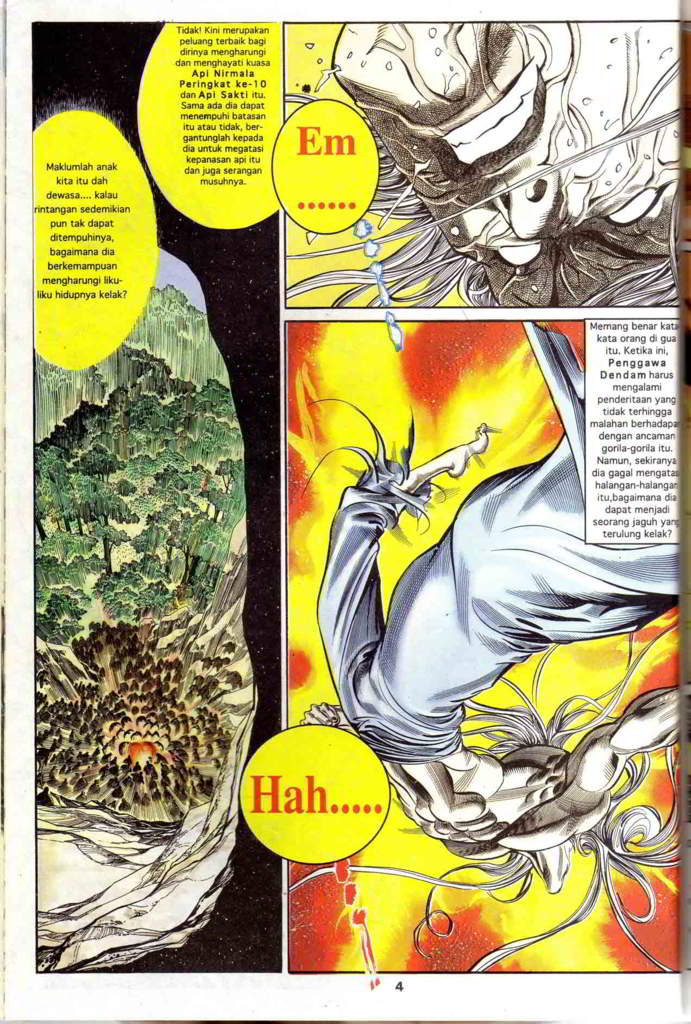 Tidak! Kini merupakan
peluang terbaik bagi
dirinya mengharungi
dan menghayati kuasa
Api Nirmala
Peringkat ke-10
dan Api Sakti itu.
Sama ada dia dapat
menempuhi batasan
itu atau tidak, ber-
gantunglah kepada
dia untuk megatasi
kepanasan api itu
dan juga serangan
musuhnya.
Maklumlah anak
kita itu dah
dewasa.... kalau
rintangan sedemikian
pun tak dapat
ditempuhinya,
bagaimana dia
berkemampuan
mengharungi liku-
liku hidupnya kelak?
Em
......
Memang benar kata
kata orang di gua
itu. Ketika ini,
Penggawa
Dendam harus
mengalami
penderitaan yang
tidak terhingga
malahan berhadapan
dengan ancaman
gorila-gorila itu.
Namun, sekiranya
dia gagal mengatasi
halangan-halangan
itu,bagaimana dia
dapat menjadi
seorang jaguh yang
terulung kelak?
Hah.....
4